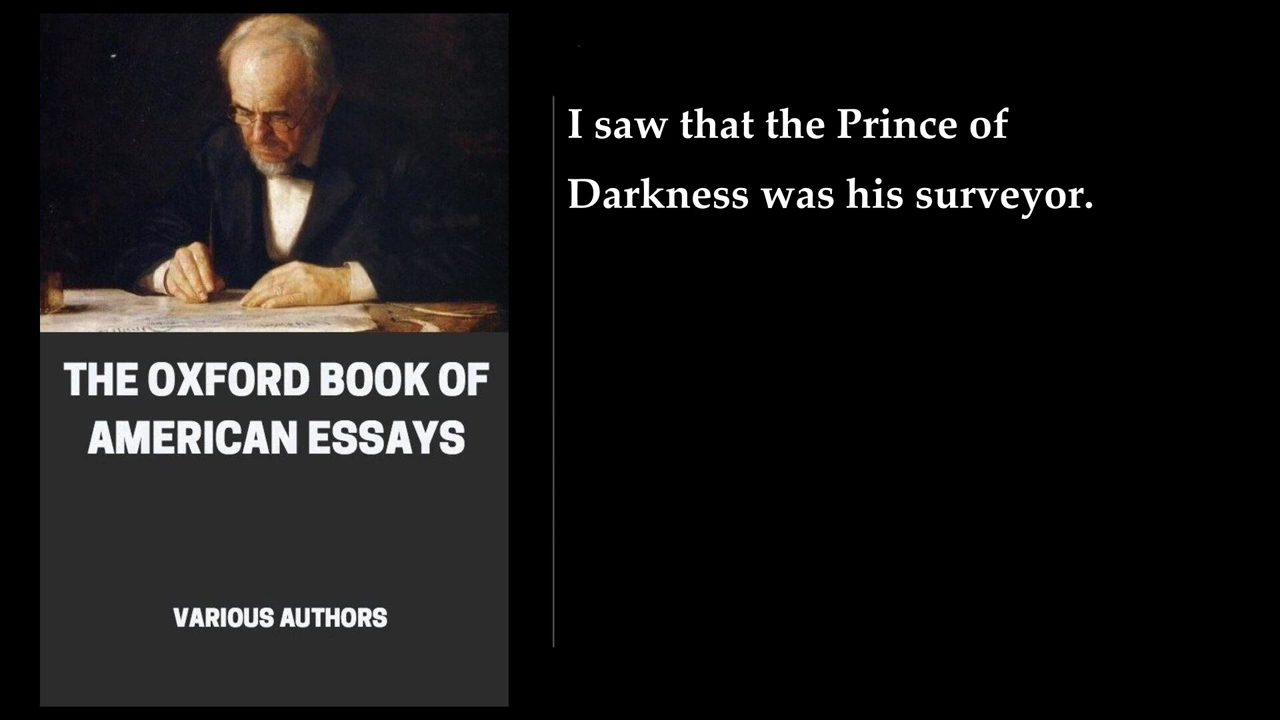 THE OXFORD BOOK OF
AMERICAN ESSAYS
VARIOUS AUTHORS
I saw that the Prince of
Darkness was his surveyor.